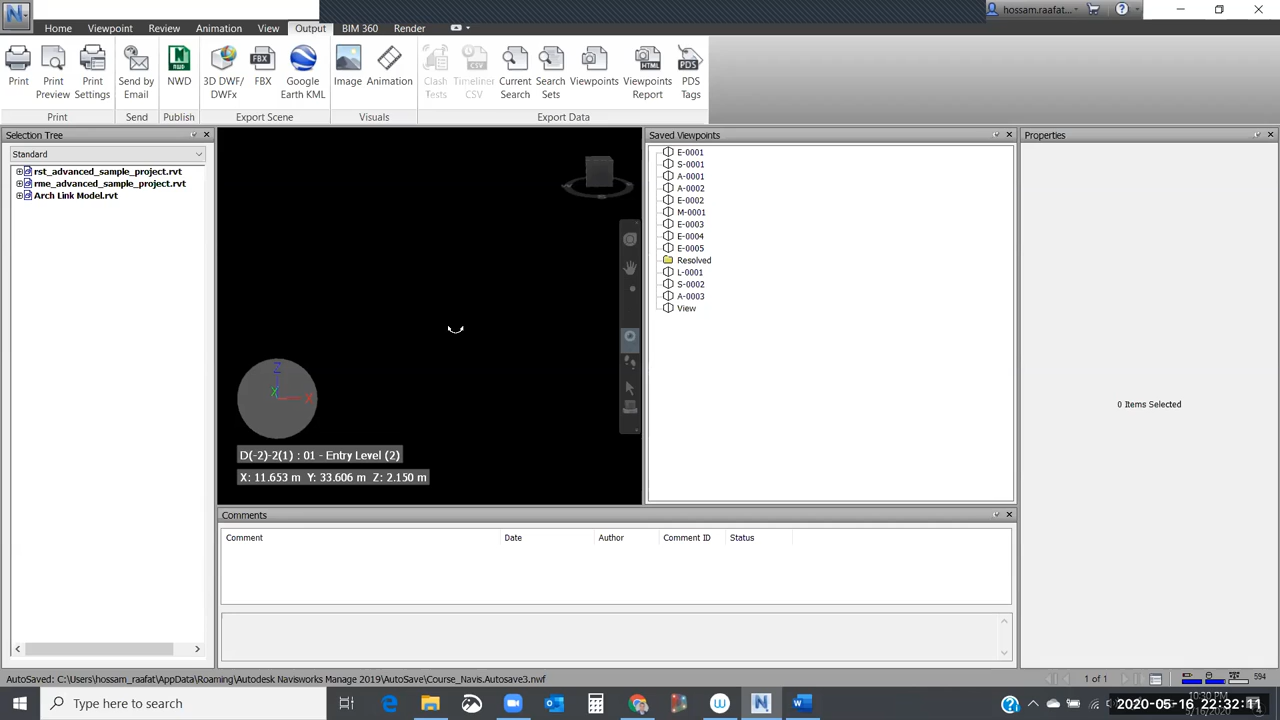 hossam.raafat...
Home Viewpoint Review Animation View Output BIM 360 Render
Print
Print Preview
Print Settings
Send by Email
NWD
3D DWF/ DWFx
FBX
Google Earth KML
Image
Animation
Clash Tests
Timeliner CSV
Current Search
Search Sets
Viewpoints
Viewpoints Report
PDS Tags
Print Send Publish Export Scene Visuals Export Data
Selection Tree
Standard
rst_advanced_sample_project.rvt
rme_advanced_sample_project.rvt
Arch Link Model.rvt
Z
X
X
D(-2)-2(1) : 01 - Entry Level (2)
X: 11.653 m Y: 33.606 m Z: 2.150 m
Saved Viewpoints
E-0001
S-0001
A-0001
A-0002
E-0002
M-0001
E-0003
E-0004
E-0005
Resolved
L-0001
S-0002
A-0003
View
Properties
0 Items Selected
Comments
Comment Date Author Comment ID Status
AutoSaved: C:\Users\hossam_raafat\AppData\Roaming\Autodesk Navisworks Manage 2019\AutoSave\Course_Navis.Autosave3.nwf
1 of 1
594
Type here to search
10:30 PM
2020-05-16 22:32:11
5/16/2020